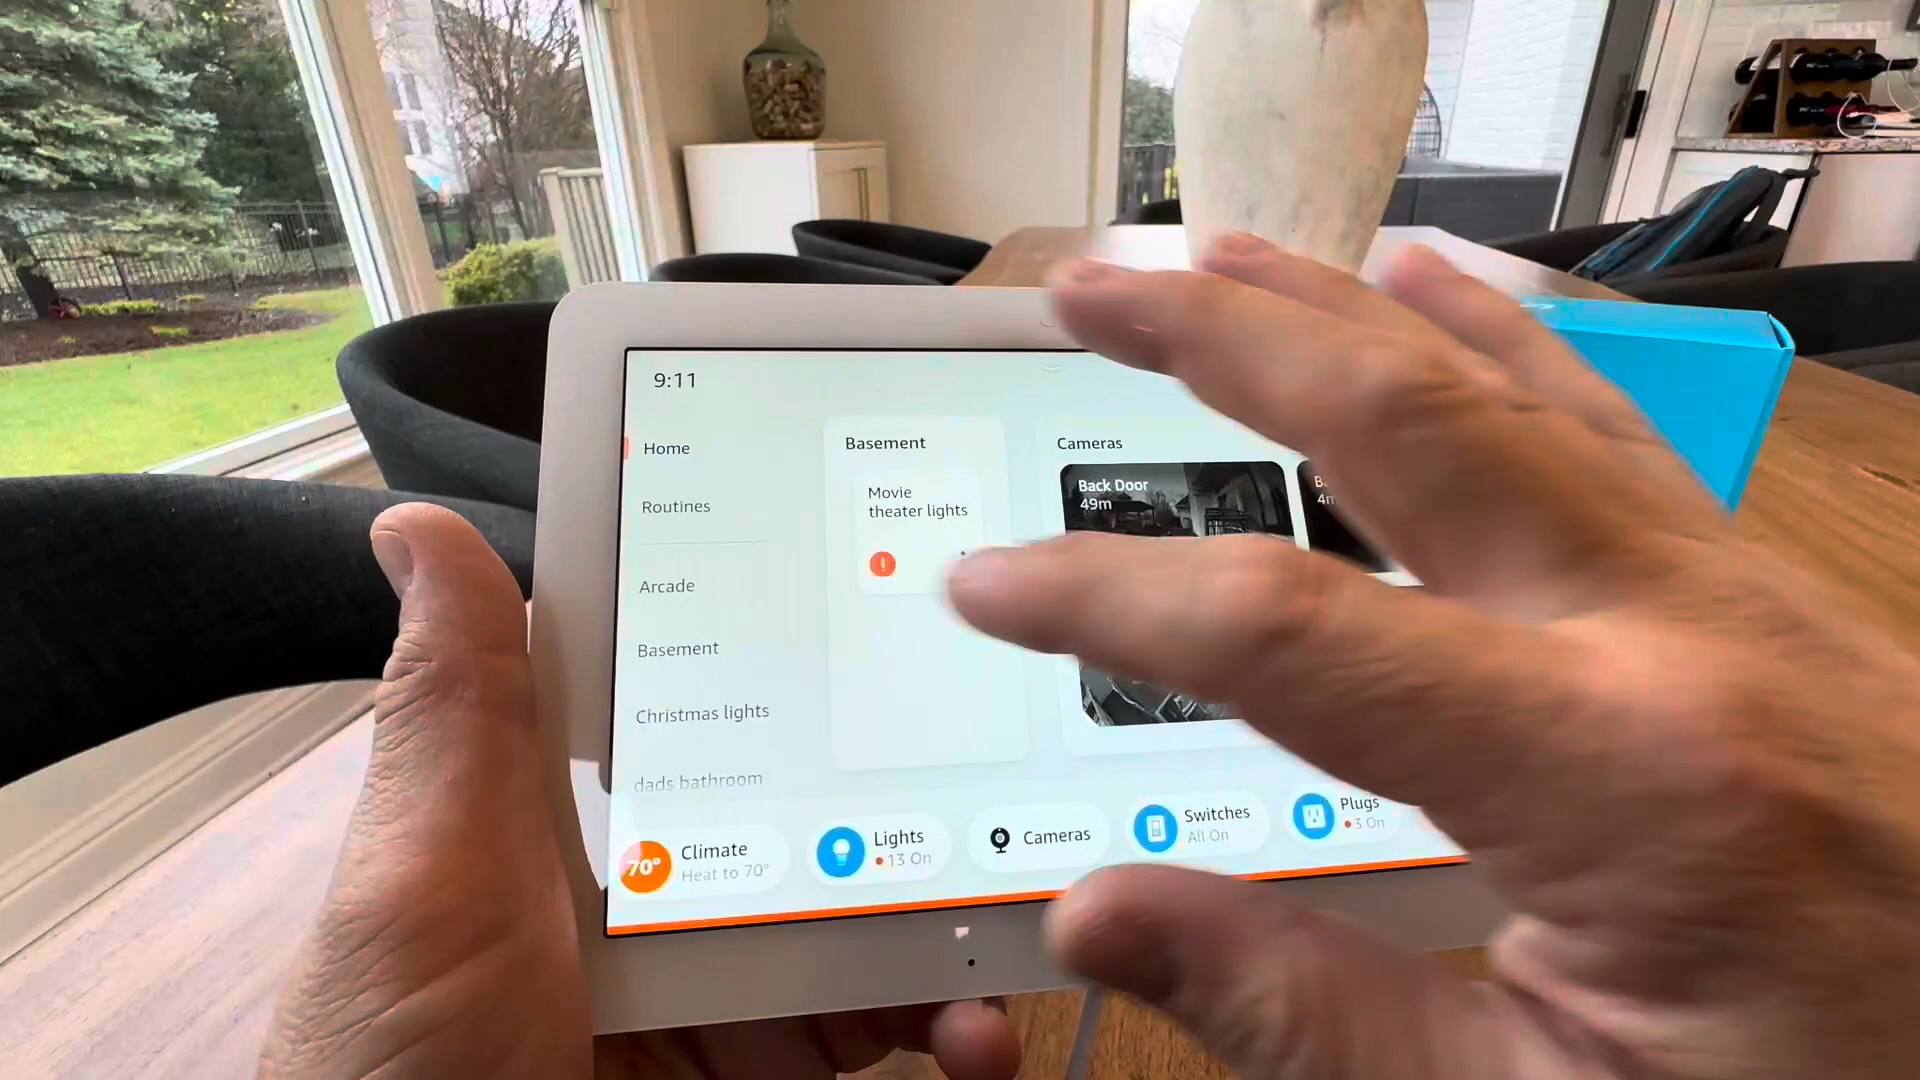 9:11
Home
Routines
Arcade
Basement
Christmas lights
dads bathroom
Basement
Movie
theater lights
Cameras
Back Door
49m
70°
Climate
Heat to 70°
Lights
13 On
Cameras
Switches
All On
Plugs
3 On